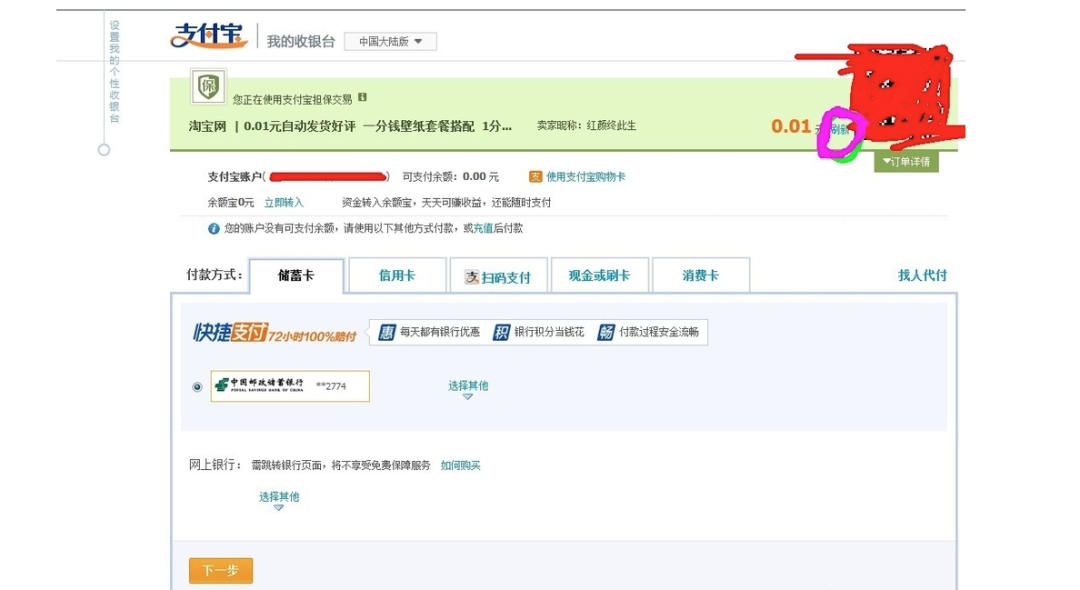 设置我的个性收银台
支付宝 我的收银台 中国大陆版
保 您正在使用支付宝担保交易
淘宝网 | 0.01元自动发货好评 一分钱壁纸套餐搭配 1分... 卖家昵称：红颜终此生 0.01 刷新
订单详情
支付宝账户( ) 可支付余额：0.00 元 支 使用支付宝购物卡
余额宝0元 立即转入 资金转入余额宝，天天可赚收益，还能随时支付
您的账户没有可支付余额，请使用以下其他方式付款，或充值后付款
付款方式： 储蓄卡 信用卡 支 扫码支付 现金或刷卡 消费卡 找人代付
快捷支付 72小时100%赔付 惠 每天都有银行优惠 积 银行积分当钱花 畅 付款过程安全流畅
中国邮政储蓄银行 **2774 选择其他
POSTAL SAVINGS BANK OF CHINA
网上银行： 需跳转银行页面，将不享受免费保障服务 如何购买
选择其他
下一步